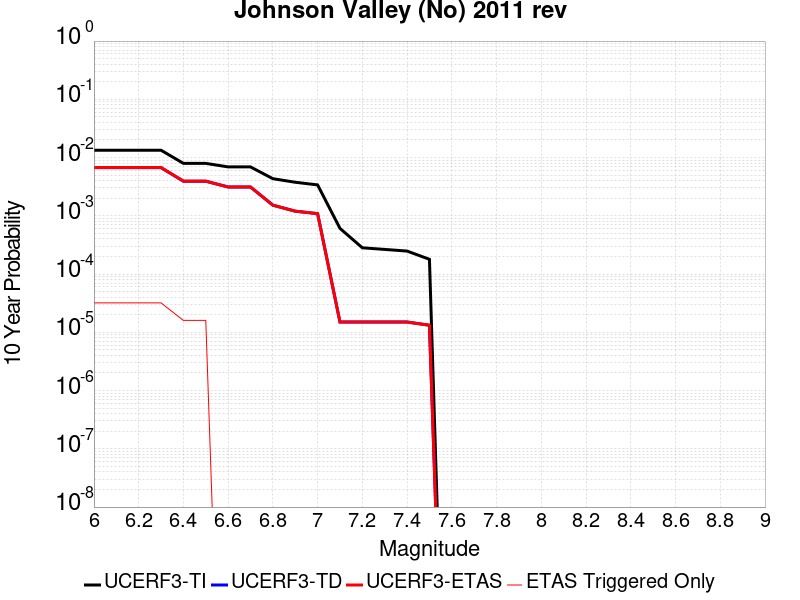 Johnson Valley (No) 2011 rev
10 Year Probability
10^0
10^-1
10^-2
10^-3
10^-4
10^-5
10^-6
10^-7
10^-8
6 6.2 6.4 6.6 6.8 7 7.2 7.4 7.6 7.8 8 8.2 8.4 8.6 8.8 9
Magnitude
UCERF3-TI UCERF3-TD UCERF3-ETAS ETAS Triggered Only